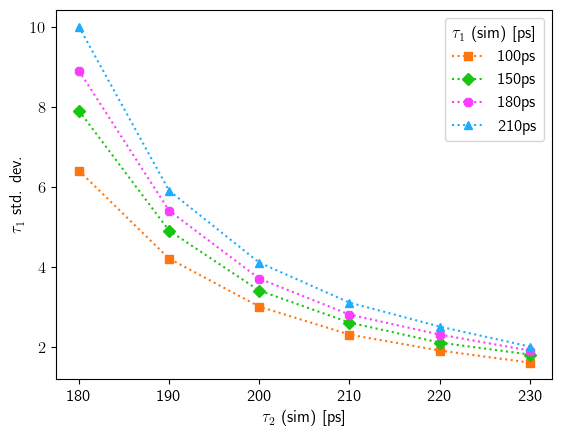 10
8
6
4
2
τ₁ std. dev.
180 190 200 210 220 230
τ₂ (sim) [ps]
τ₁ (sim) [ps]
100ps
150ps
180ps
210ps